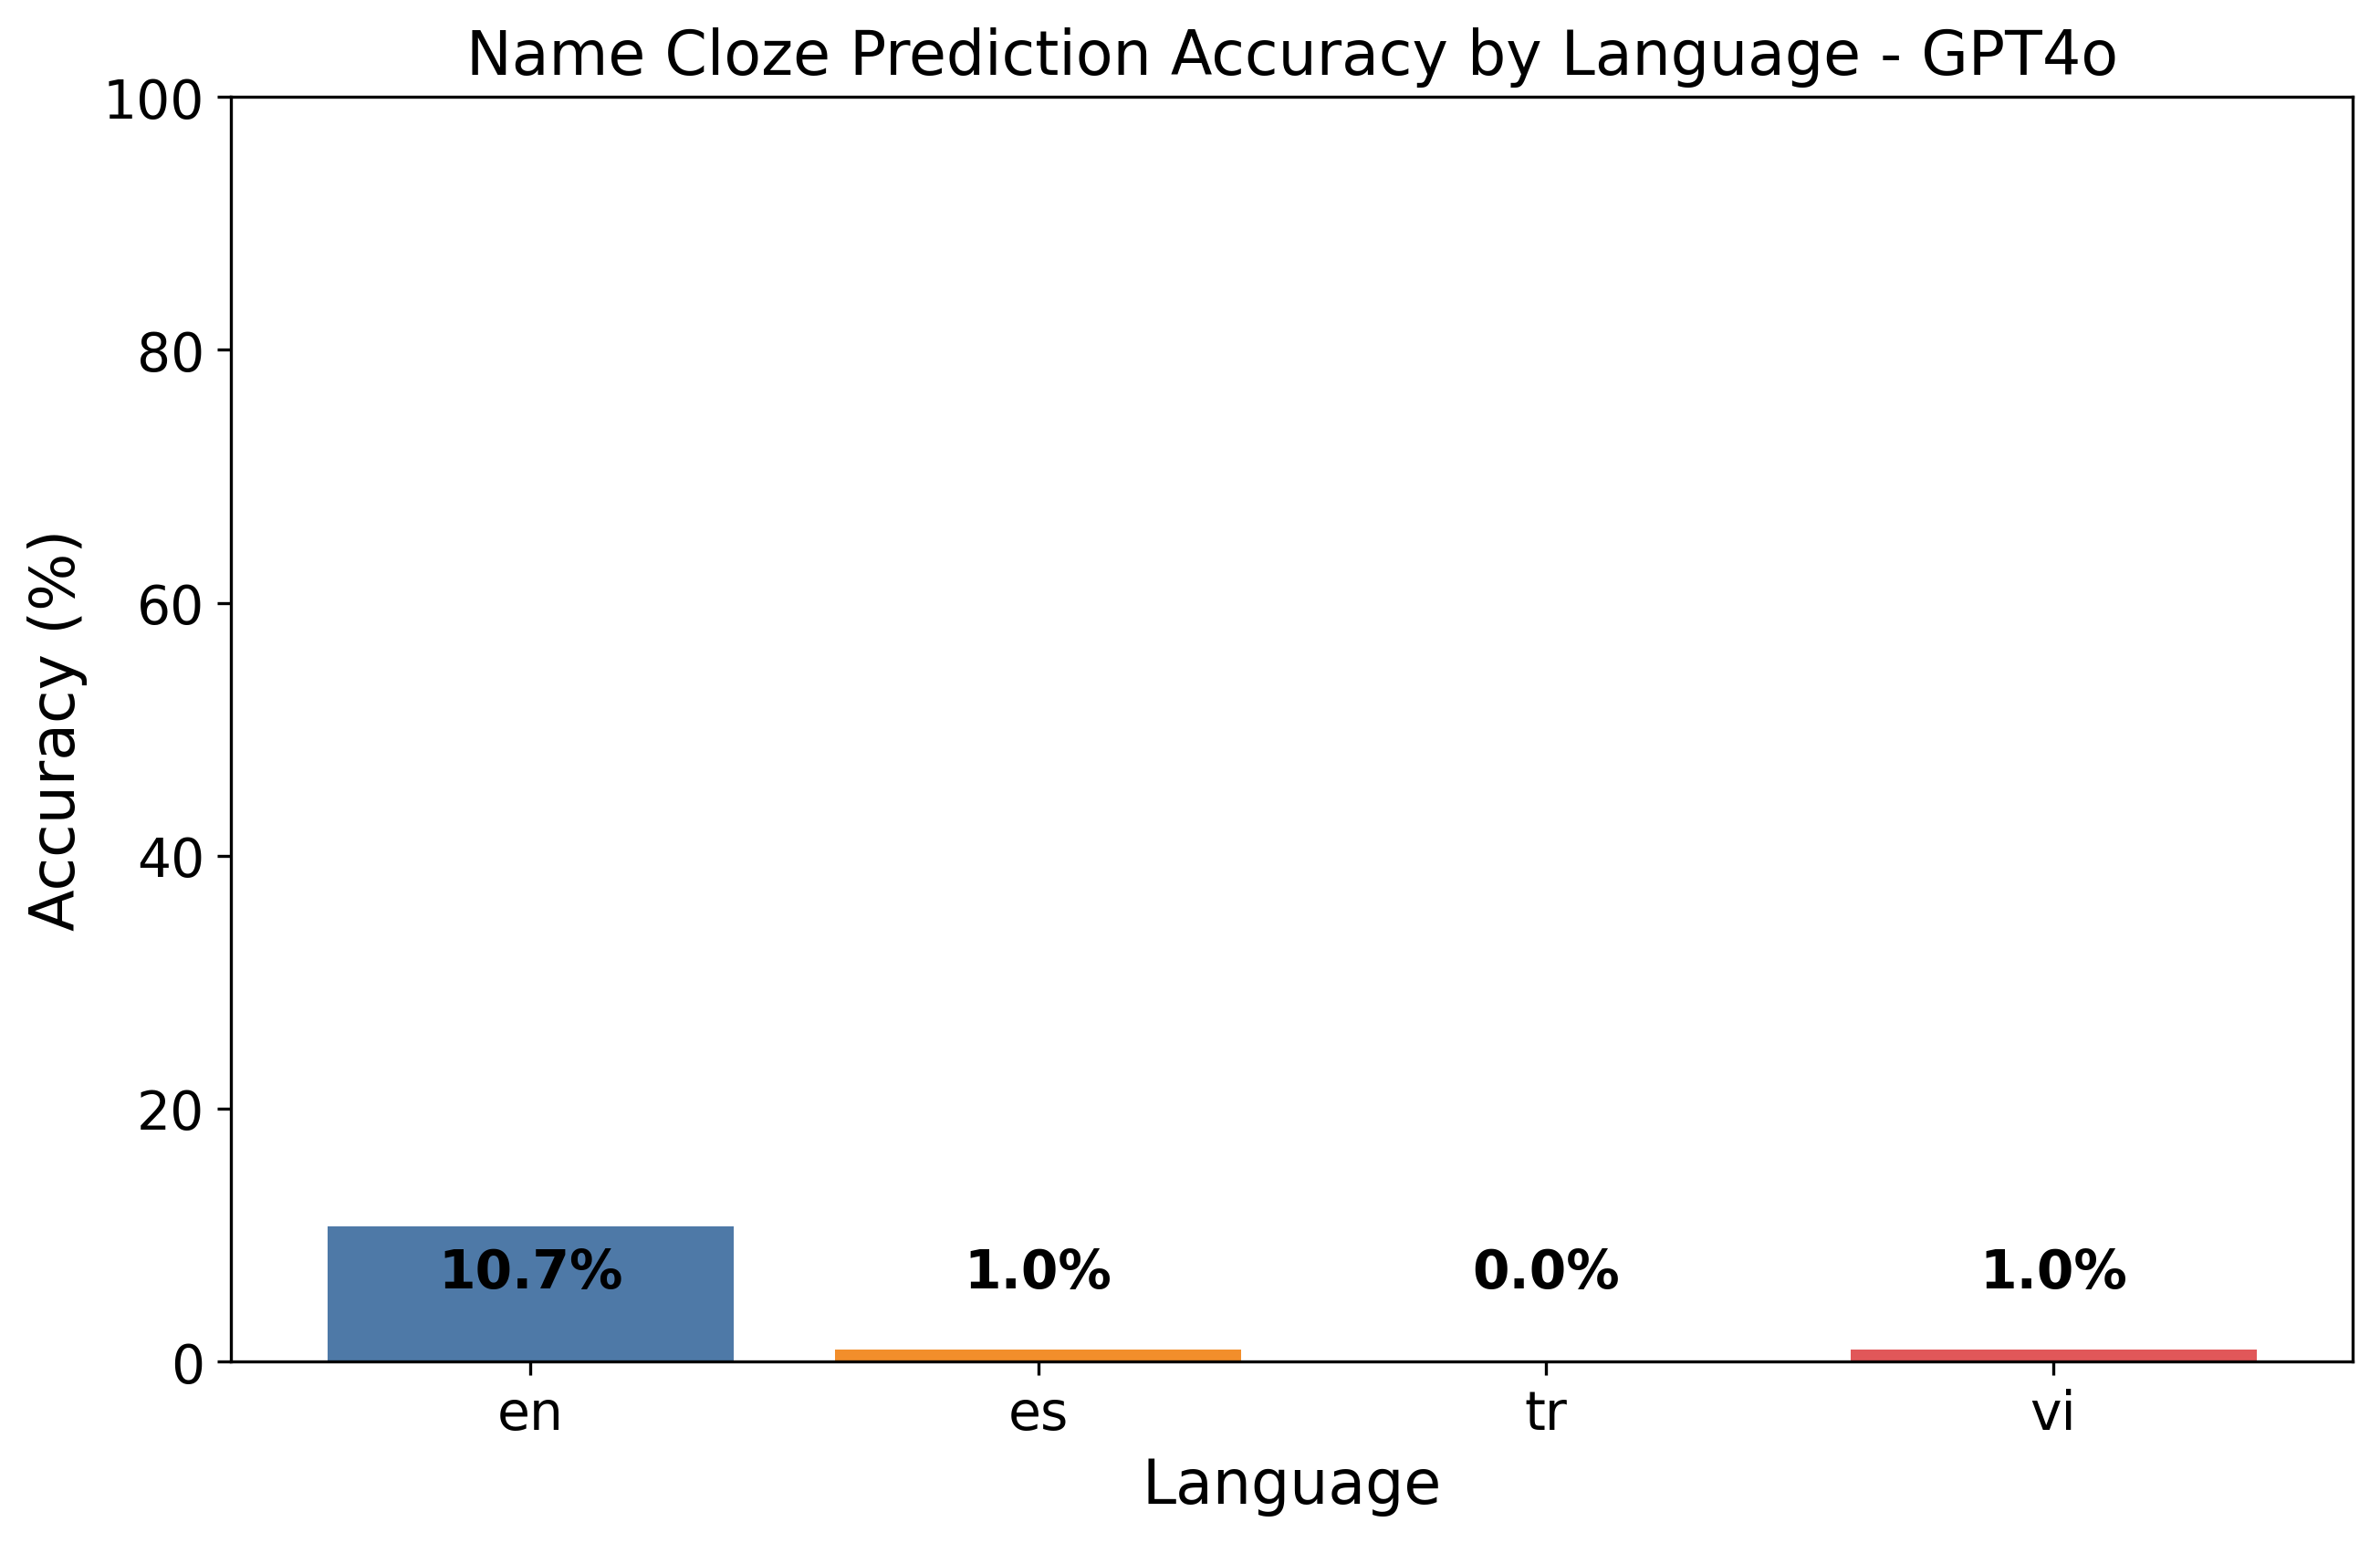 Name Cloze Prediction Accuracy by Language - GPT4o
Accuracy (%)
100
80
60
40
20
0
10.7%
1.0%
0.0%
1.0%
en
es
tr
vi
Language